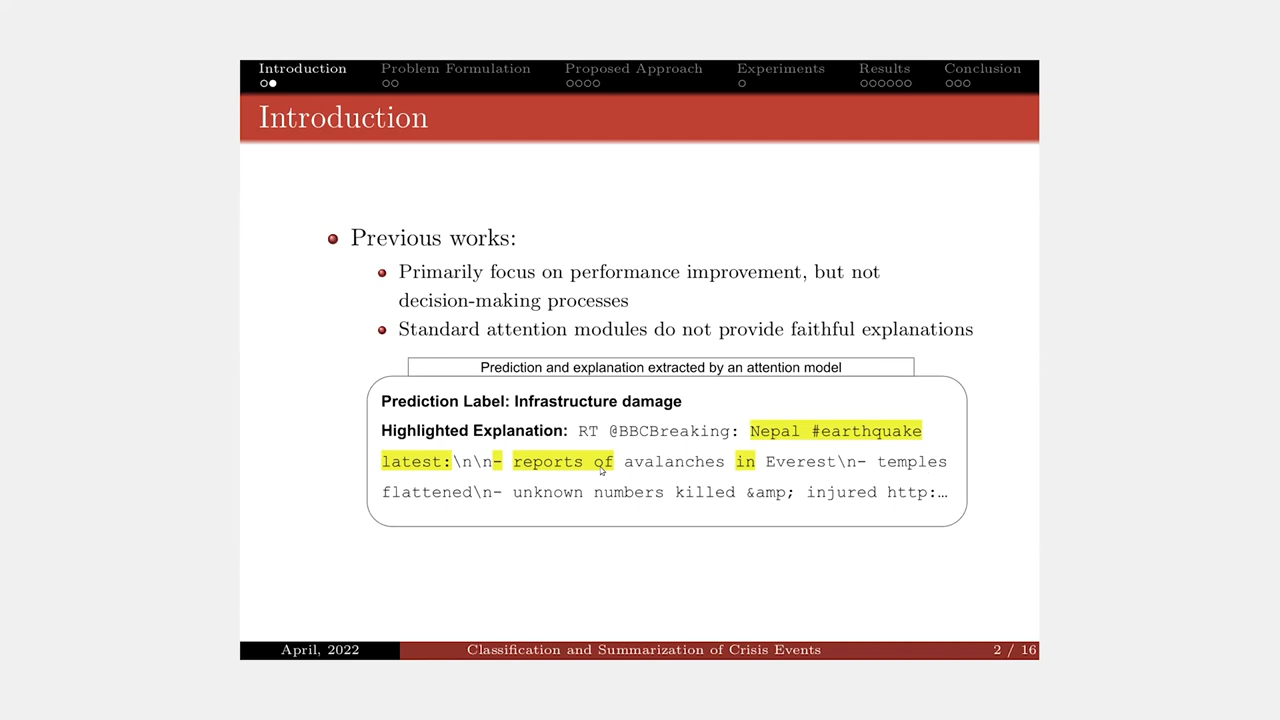 Introduction Problem Formulation Proposed Approach Experiments Results Conclusion
Introduction
Previous works:
Primarily focus on performance improvement, but not
decision-making processes
Standard attention modules do not provide faithful explanations
Prediction and explanation extracted by an attention model
Prediction Label: Infrastructure damage
Highlighted Explanation: RT @BBCBreaking: Nepal #earthquake
latest:\n\n- reports of avalanches in Everest\n- temples
flattened\n- unknown numbers killed &amp; injured http:…
April, 2022 Classification and Summarization of Crisis Events 2 / 16